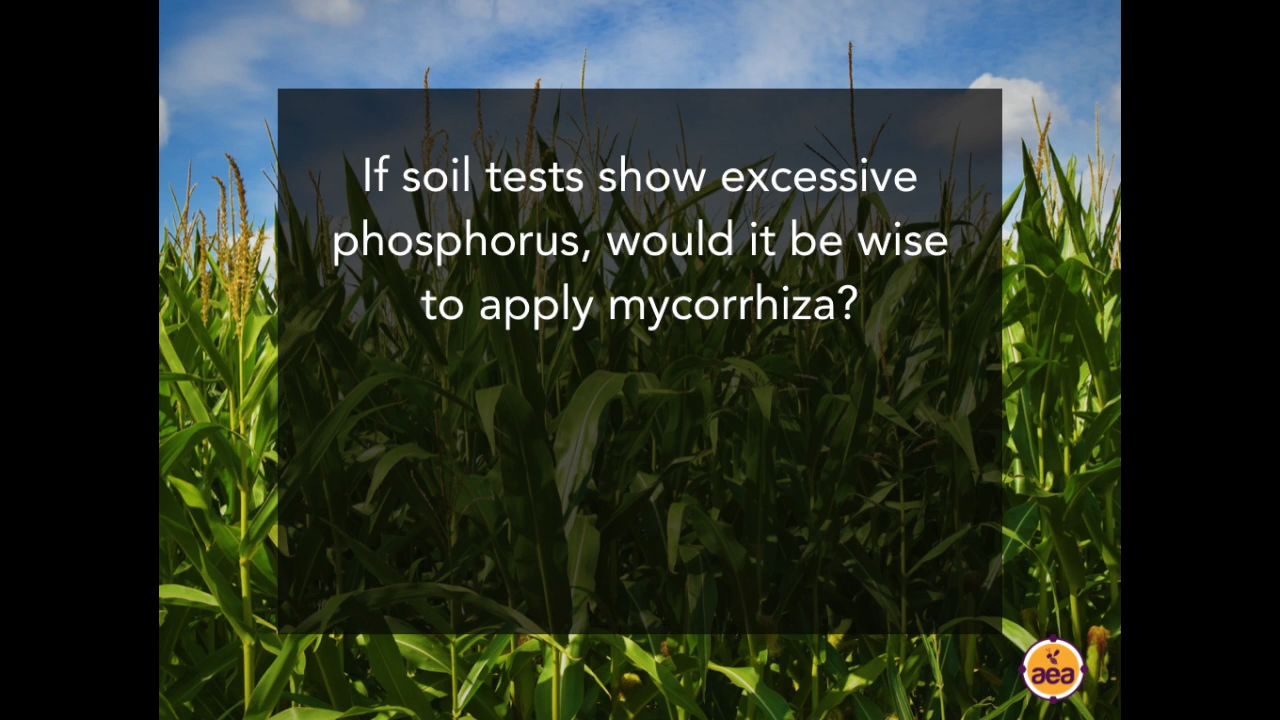 If soil tests show excessive
phosphorus, would it be wise
to apply mycorrhiza?
aea